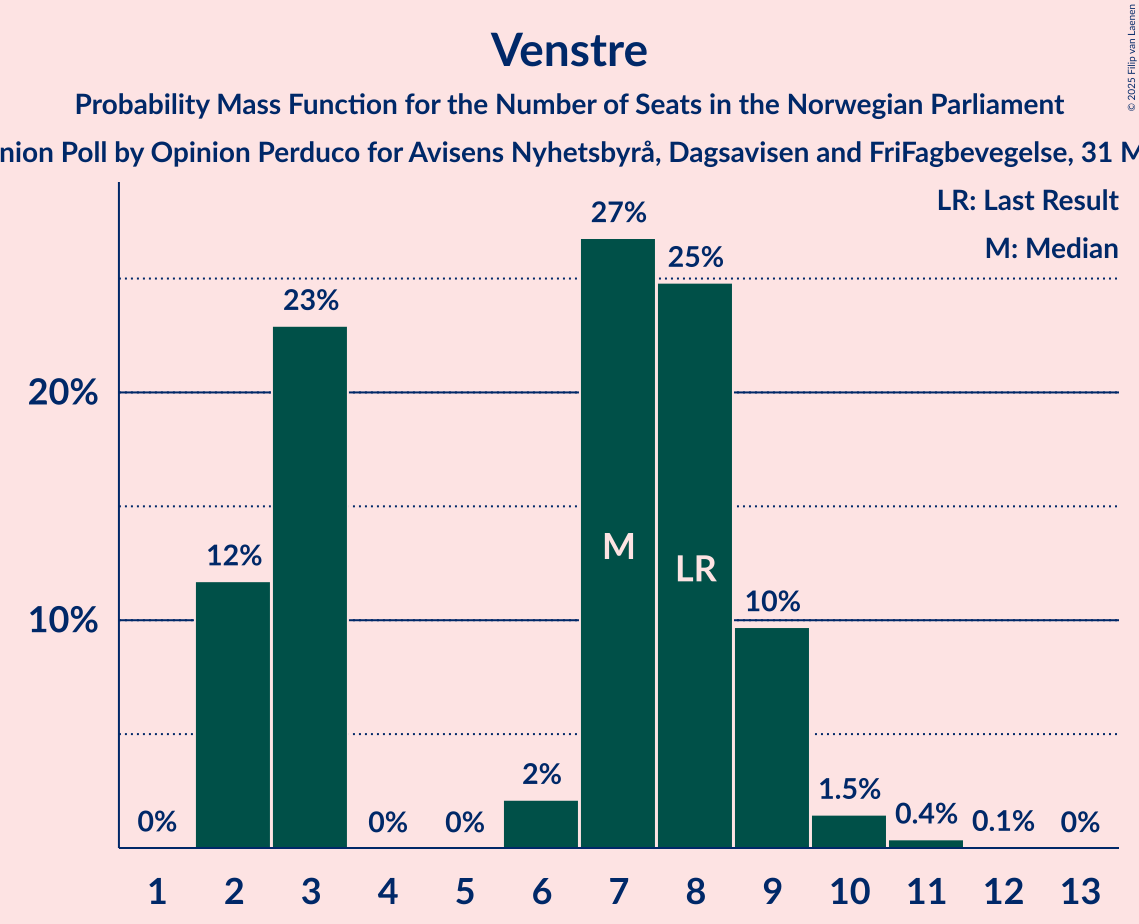 © 2025 Filip van Laenen
Venstre
Probability Mass Function for the Number of Seats in the Norwegian Parliament
nion Poll by Opinion Perduco for Avisens Nyhetsbyrå, Dagsavisen and FriFagbevegelse, 31 M
LR: Last Result
M: Median
27%
25%
23%
20%
M
LR
12%
10%
10%
2%
1.5%
0.4%
0.1%
0%
0%
0%
0%
1 2 3 4 5 6 7 8 9 10 11 12 13